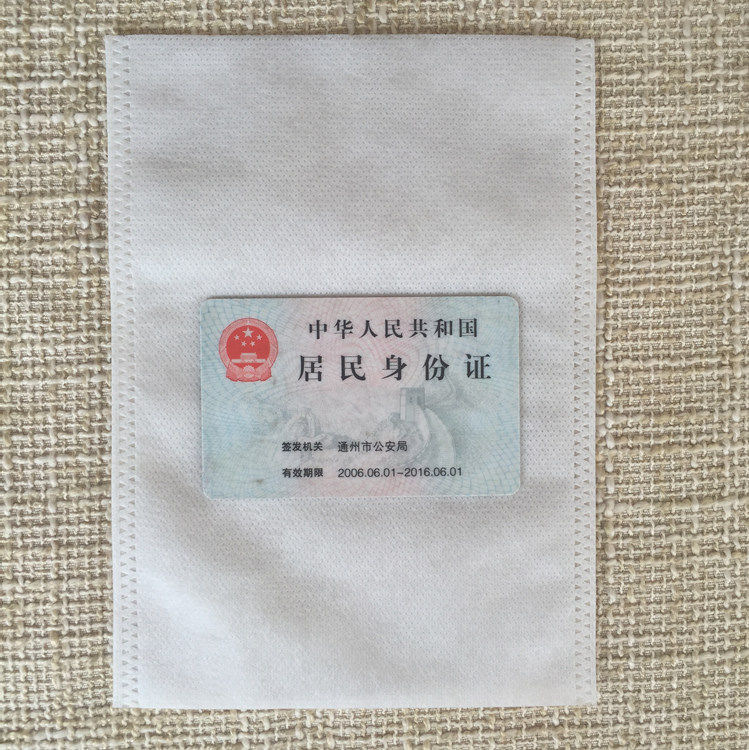 中华人民共和国
居民身份证
签发机关 通州市公安局
有效期限 2006.06.01-2016.06.01